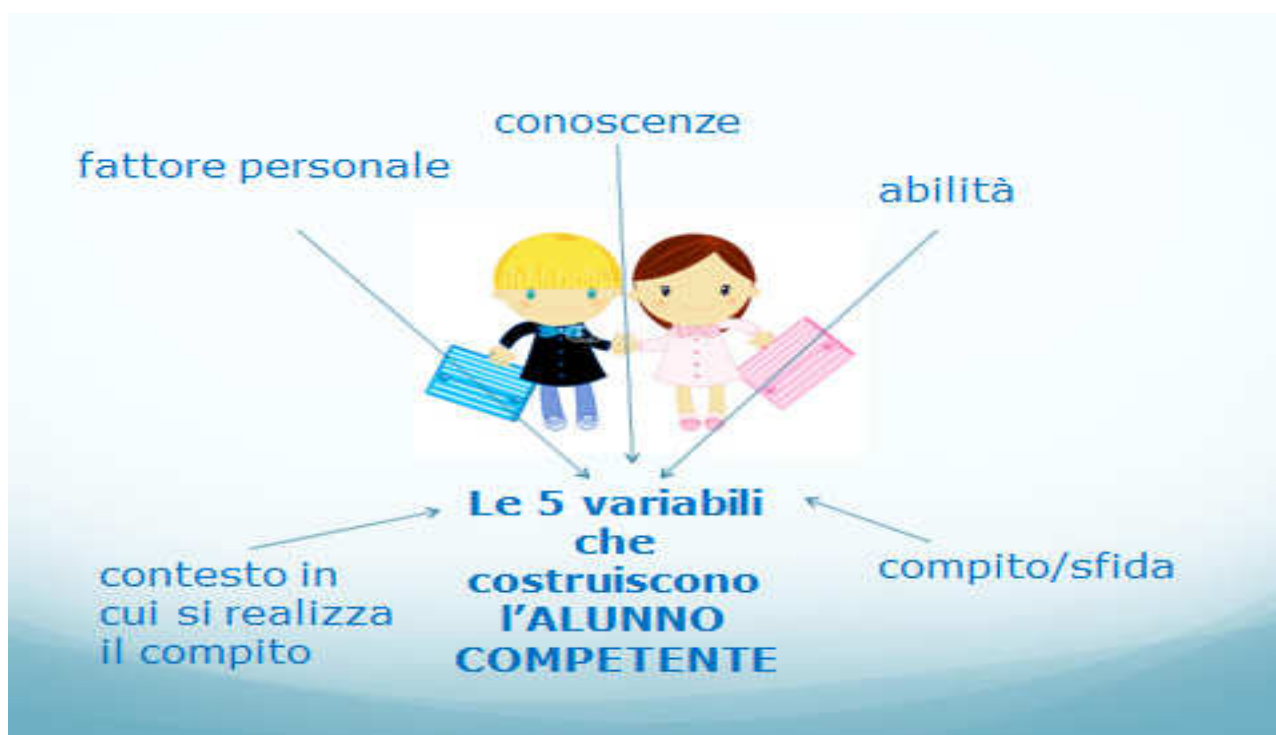 conoscenze
fattore personale
abilità
Le 5 variabili
che
costruiscono
l'ALUNNO
COMPETENTE
contesto in
cui si realizza
il compito
compito/sfida